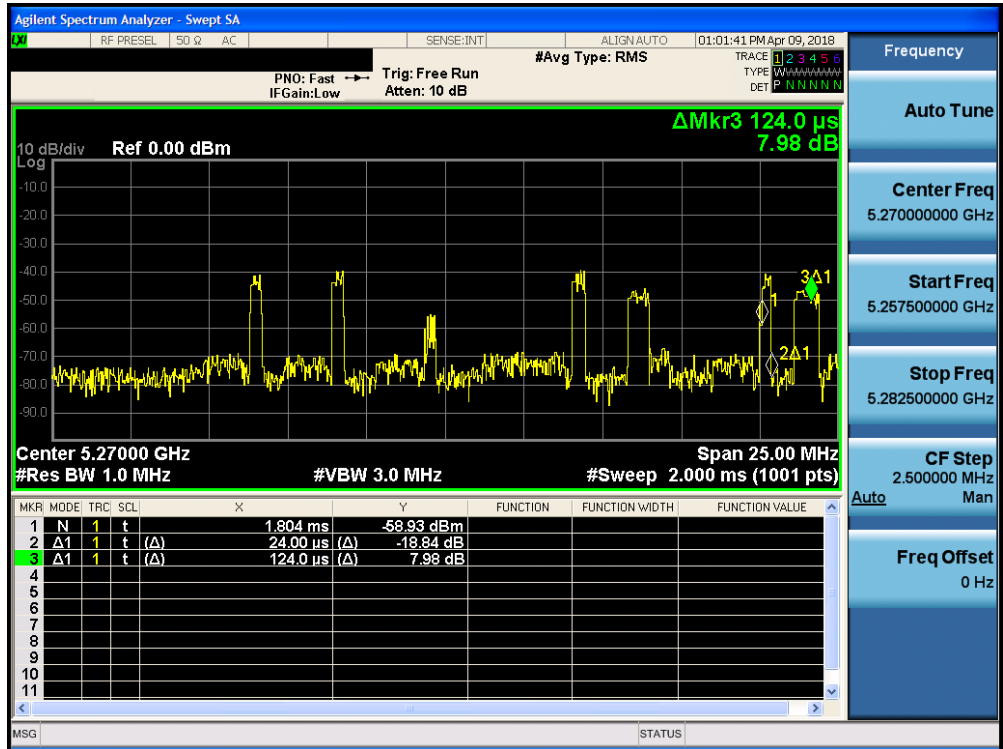 Agilent Spectrum Analyzer - Swept SA
LXI RF PRESEL 50 Ω AC SENSE:INT ALIGN AUTO 01:01:41 PM Apr 09, 2018
Frequency
#Avg Type: RMS
TRACE 1 2 3 4 5 6
PNO: Fast Trig: Free Run
TYPE WWWWWW
IFGain:Low Atten: 10 dB
DET P N N N N N
Auto Tune
ΔMkr3 124.0 µs
10 dB/div Ref 0.00 dBm 7.98 dB
Log
-10.0
-20.0
-30.0
-40.0
-50.0
-60.0
-70.0
-80.0
-90.0
3Δ1
1
2Δ1
Center Freq
5.270000000 GHz
Start Freq
5.257500000 GHz
Stop Freq
5.282500000 GHz
Center 5.27000 GHz Span 25.00 MHz
#Res BW 1.0 MHz #VBW 3.0 MHz #Sweep 2.000 ms (1001 pts)
CF Step
2.500000 MHz
Auto Man
MKR MODE TRC SCL X Y FUNCTION FUNCTION WIDTH FUNCTION VALUE
1 N 1 t 1.804 ms -58.93 dBm
2 Δ1 1 t (Δ) 24.00 µs (Δ) -18.84 dB
3 Δ1 1 t (Δ) 124.0 µs (Δ) 7.98 dB
4
5
6
7
8
9
10
11
Freq Offset
0 Hz
MSG STATUS